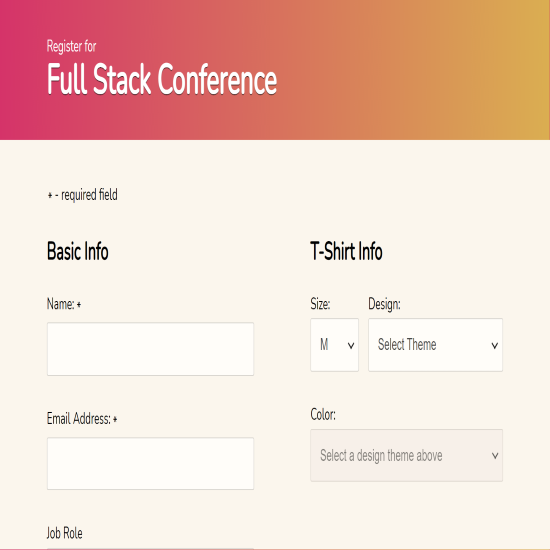 Register for
Full Stack Conference
* - required field
Basic Info
Name: *
Email Address: *
Job Role
T-Shirt Info
Size: Design:
M Select Theme
Color:
Select a design theme above